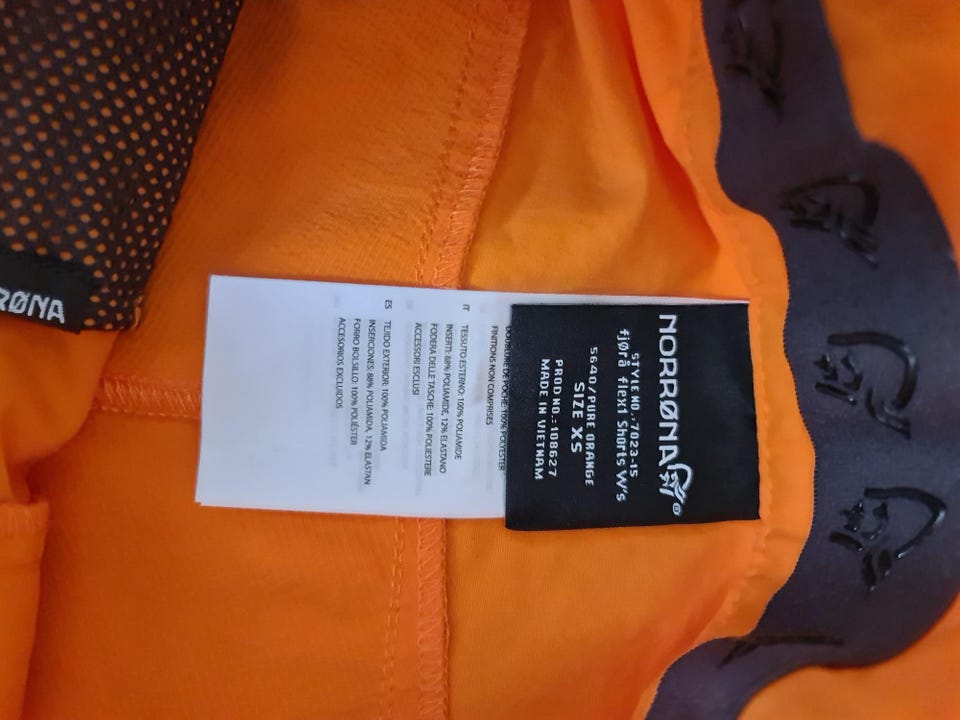 NORRØNA®
STYLE NO.:7023-15
fjørå flex1 Shorts W's
5640/PURE ORANGE
SIZE XS
PROD NO.:108627
MADE IN VIETNAM
DOUBLURE DE POCHE: 100% POLYESTER
FINITIONS NON COMPRISES
IT TESSUTO ESTERNO: 100% POLIAMIDE
INSERTI: 88% POLIAMIDE, 12% ELASTANO
FODERA DELLE TASCHE: 100% POLIESTERE
ACCESSORI ESCLUSI
ES TEJIDO EXTERIOR: 100% POLIAMIDA
INSERCIONES: 88% POLIAMIDA, 12% ELASTAN
FORRO BOLSILLO: 100% POLIÉSTER
ACCESORIOS EXCLUIDOS
RØNA